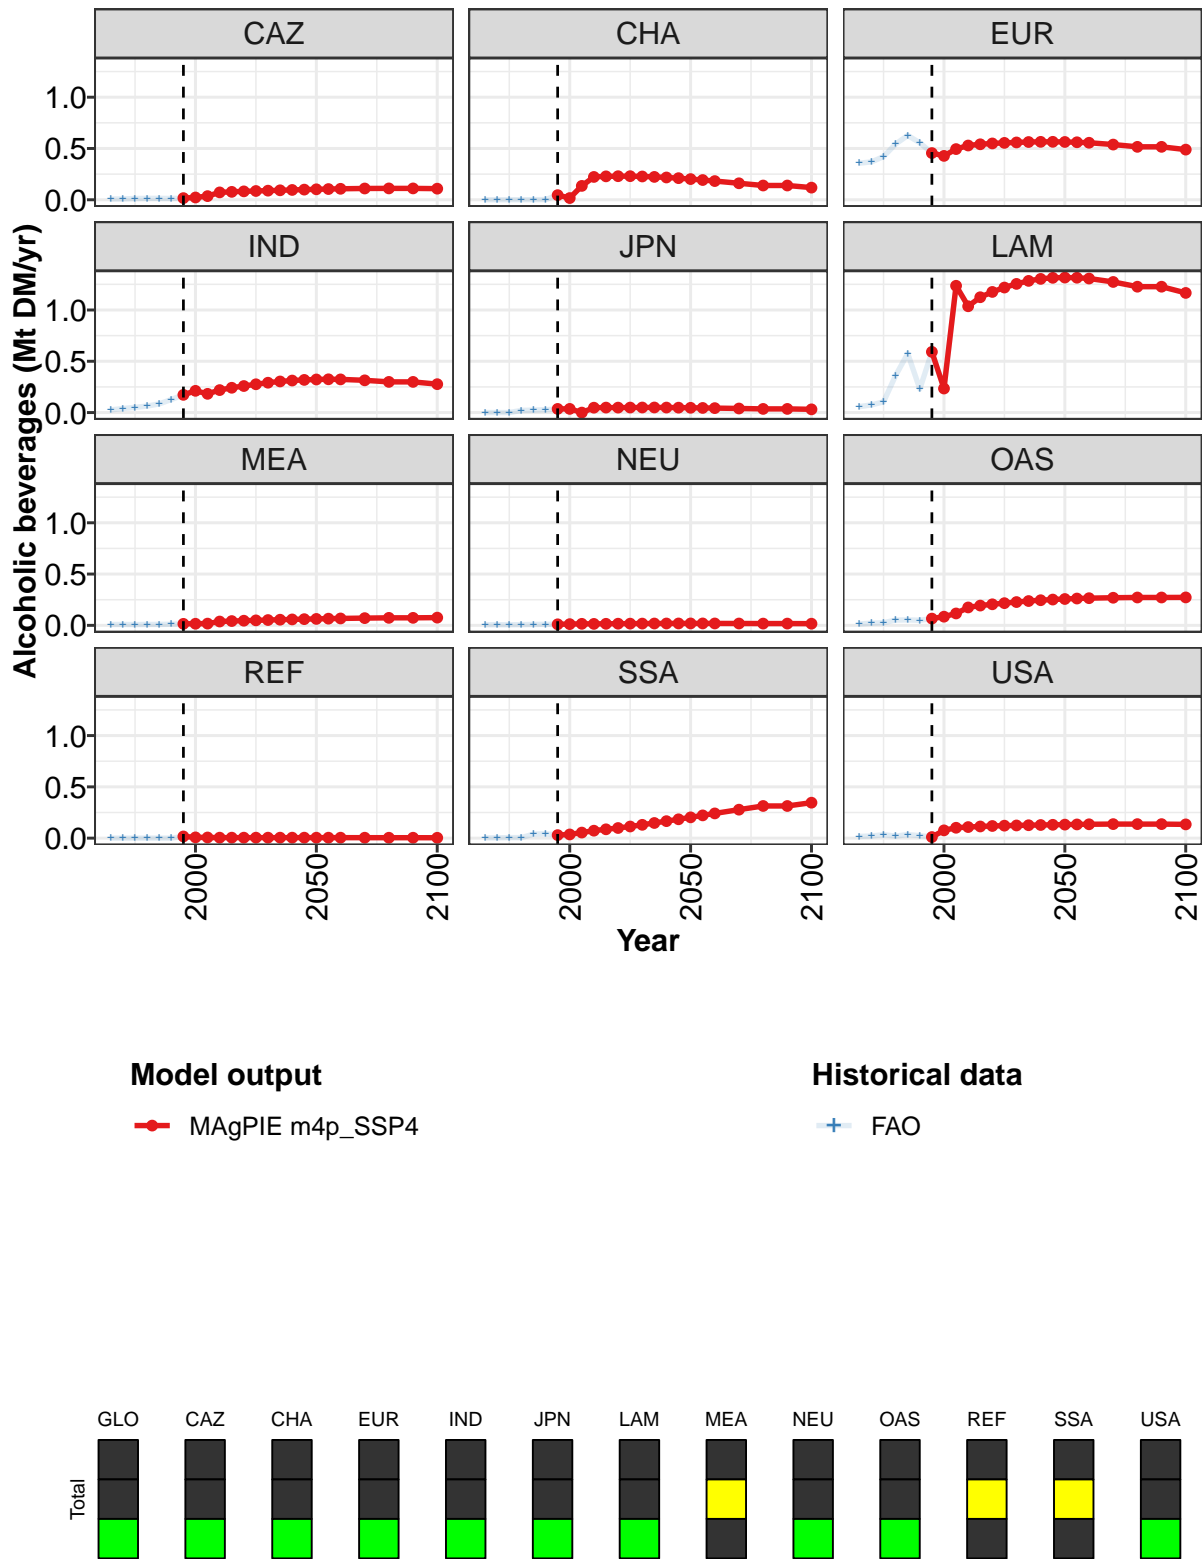 CAZ CHA EUR
1.0
0.5
0.0
IND JPN LAM
1.0
0.5
0.0
MEA NEU OAS
1.0
0.5
0.0
REF SSA USA
1.0
0.5
0.0
Alcoholic beverages (Mt DM/yr)
2000 2050 2100 2000 2050 2100 2000 2050 2100
Year
Model output
MAgPIE m4p_SSP4
Historical data
FAO
GLO CAZ CHA EUR IND JPN LAM MEA NEU OAS REF SSA USA
Total